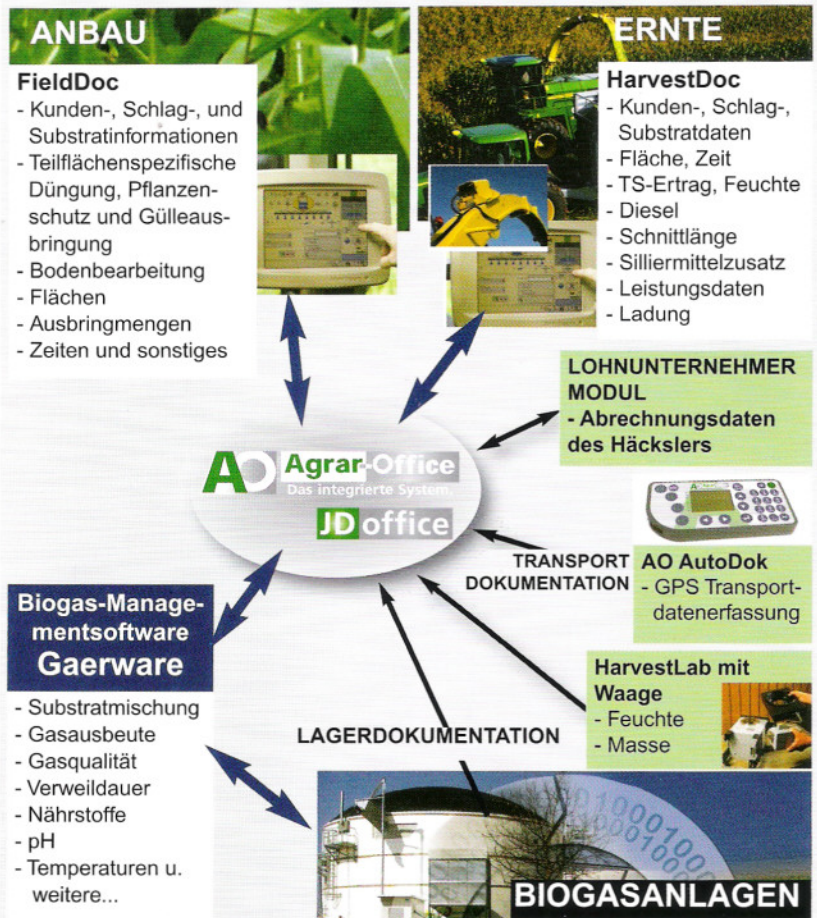 ANBAU
FieldDoc
- Kunden-, Schlag-, und
Substratinformationen
- Teilflächenspezifische
Düngung, Pflanzen-
schutz und Gülleaus-
bringung
- Bodenbearbeitung
- Flächen
- Ausbringmengen
- Zeiten und sonstiges
ERNTE
HarvestDoc
- Kunden-, Schlag-,
Substratdaten
- Fläche, Zeit
- TS-Ertrag, Feuchte
- Diesel
- Schnittlänge
- Silliermittelzusatz
- Leistungsdaten
- Ladung
LOHNUNTERNEHMER
MODUL
- Abrechnungsdaten
des Häckslers
AO Agrar-Office
Das integrierte System.
JD office
TRANSPORT
DOKUMENTATION
AO AutoDok
- GPS Transport-
datenerfassung
HarvestLab mit
Waage
- Feuchte
- Masse
Biogas-Manage-
mentsoftware
Gaerware
- Substratmischung
- Gasausbeute
- Gasqualität
- Verweildauer
- Nährstoffe
- pH
- Temperaturen u.
weitere...
LAGERDOKUMENTATION
BIOGASANLAGEN